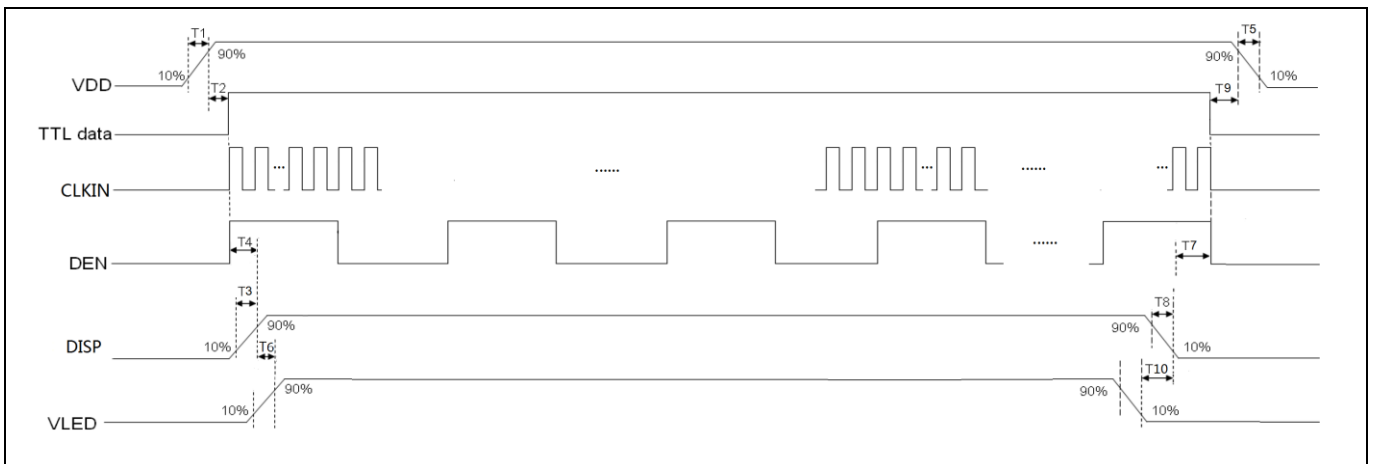 T1
T5
90%
90%
10%
10%
VDD
T2
T9
TTL data
...
......
...
......
...
CLKIN
T4
T7
......
DEN
T3
T8
90%
90%
10%
10%
DISP
T6
T10
90%
90%
10%
10%
VLED